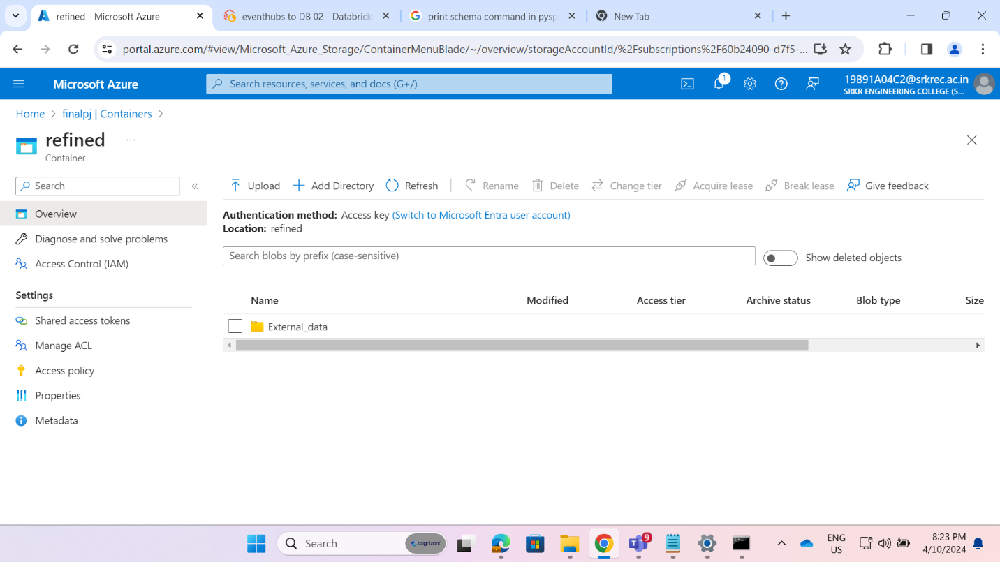 refined - Microsoft Azure
eventhubs to DB 02 - Databrick
print schema command in pysp
New Tab
portal.azure.com/#view/Microsoft_Azure_Storage/ContainerMenuBlade/~/overview/storageAccountId/%2Fsubscriptions%2F60b24090-d7f5-...
Microsoft Azure
Search resources, services, and docs (G+/)
1
19B91A04C2@srkrec.ac.in
SRKR ENGINEERING COLLEGE (S...
Home > finalpj | Containers >
refined ...
Container
Search
Upload
Add Directory
Refresh
Rename
Delete
Change tier
Acquire lease
Break lease
Give feedback
Overview
Diagnose and solve problems
Access Control (IAM)
Settings
Shared access tokens
Manage ACL
Access policy
Properties
Metadata
Authentication method: Access key (Switch to Microsoft Entra user account)
Location: refined
Search blobs by prefix (case-sensitive)
Show deleted objects
Name Modified Access tier Archive status Blob type Size
External_data
Search
cognizant
9
ENG
US
8:23 PM
4/10/2024